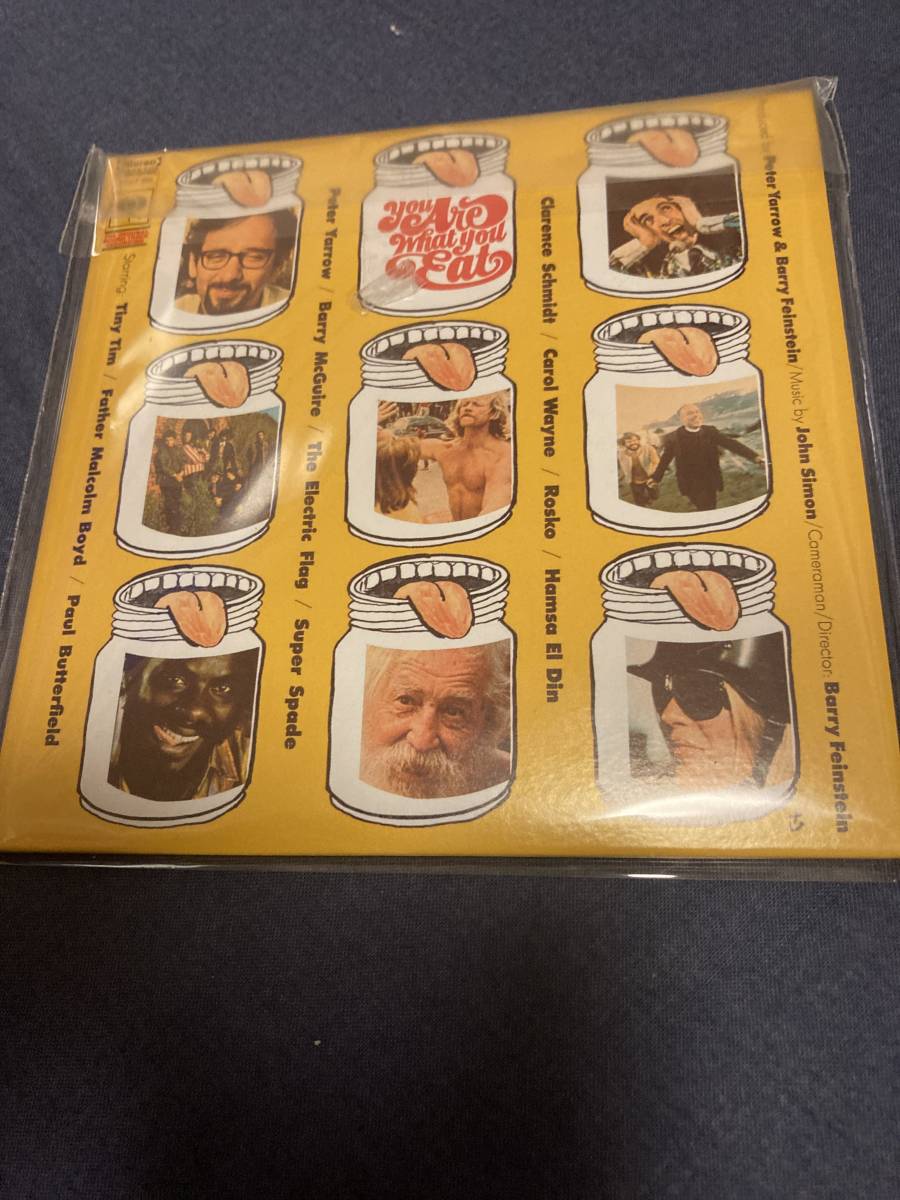 Stereo
You
Are
What you
Eat
Starring: Tiny Tim / Father Malcolm Boyd / Paul Butterfield
Peter Yarrow / Barry McGuire / The Electric Flag / Super Spade
Clarence Schmidt / Carol Wayne / Rosko / Hamsa El Din
by Peter Yarrow & Barry Feinstein/Music by John Simon/Cameraman/Director: Barry Feinstein